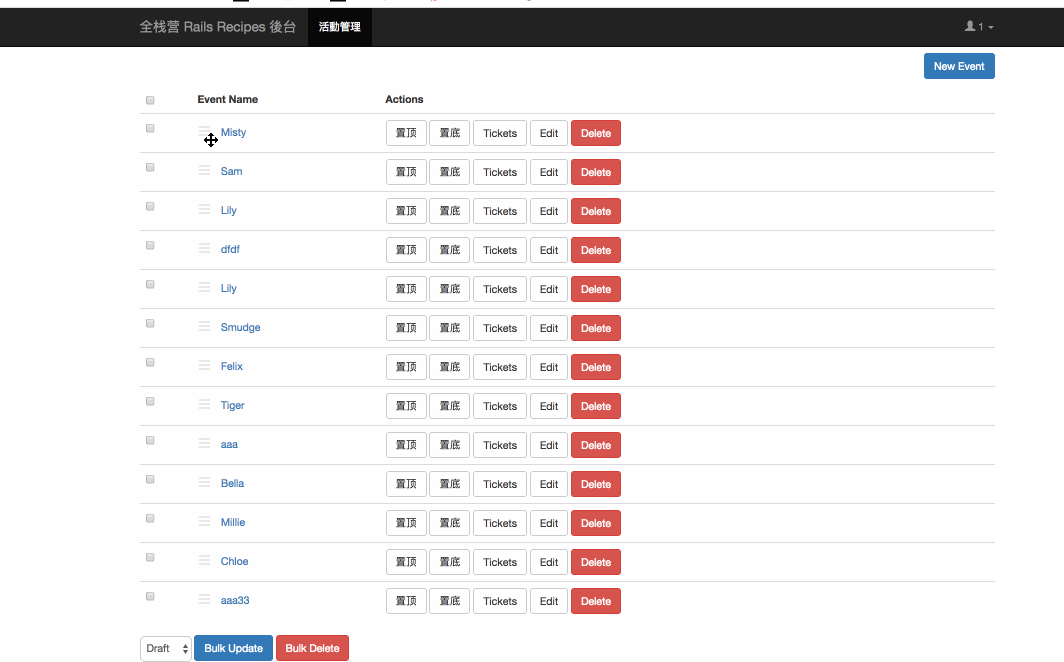 全栈营 Rails Recipes 後台 活動管理 1
New Event
Event Name Actions
Misty 置顶 置底 Tickets Edit Delete
Sam 置顶 置底 Tickets Edit Delete
Lily 置顶 置底 Tickets Edit Delete
dfdf 置顶 置底 Tickets Edit Delete
Lily 置顶 置底 Tickets Edit Delete
Smudge 置顶 置底 Tickets Edit Delete
Felix 置顶 置底 Tickets Edit Delete
Tiger 置顶 置底 Tickets Edit Delete
aaa 置顶 置底 Tickets Edit Delete
Bella 置顶 置底 Tickets Edit Delete
Millie 置顶 置底 Tickets Edit Delete
Chloe 置顶 置底 Tickets Edit Delete
aaa33 置顶 置底 Tickets Edit Delete
Draft Bulk Update Bulk Delete